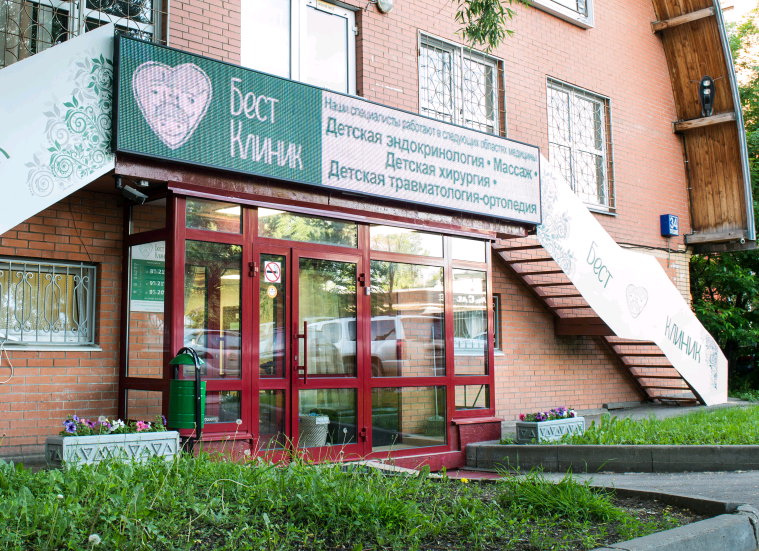 Бест
Клиник
Наши специалисты работают в следующих областях медицины
Детская эндокринология • Массаж •
Детская хирургия •
Детская травматология-ортопедия
Бест
Клиник